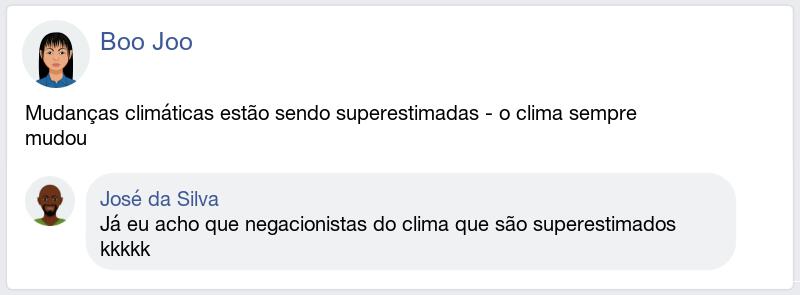 Boo Joo
Mudanças climáticas estão sendo superestimadas - o clima sempre
mudou
José da Silva
Já eu acho que negacionistas do clima que são superestimados
kkkkk